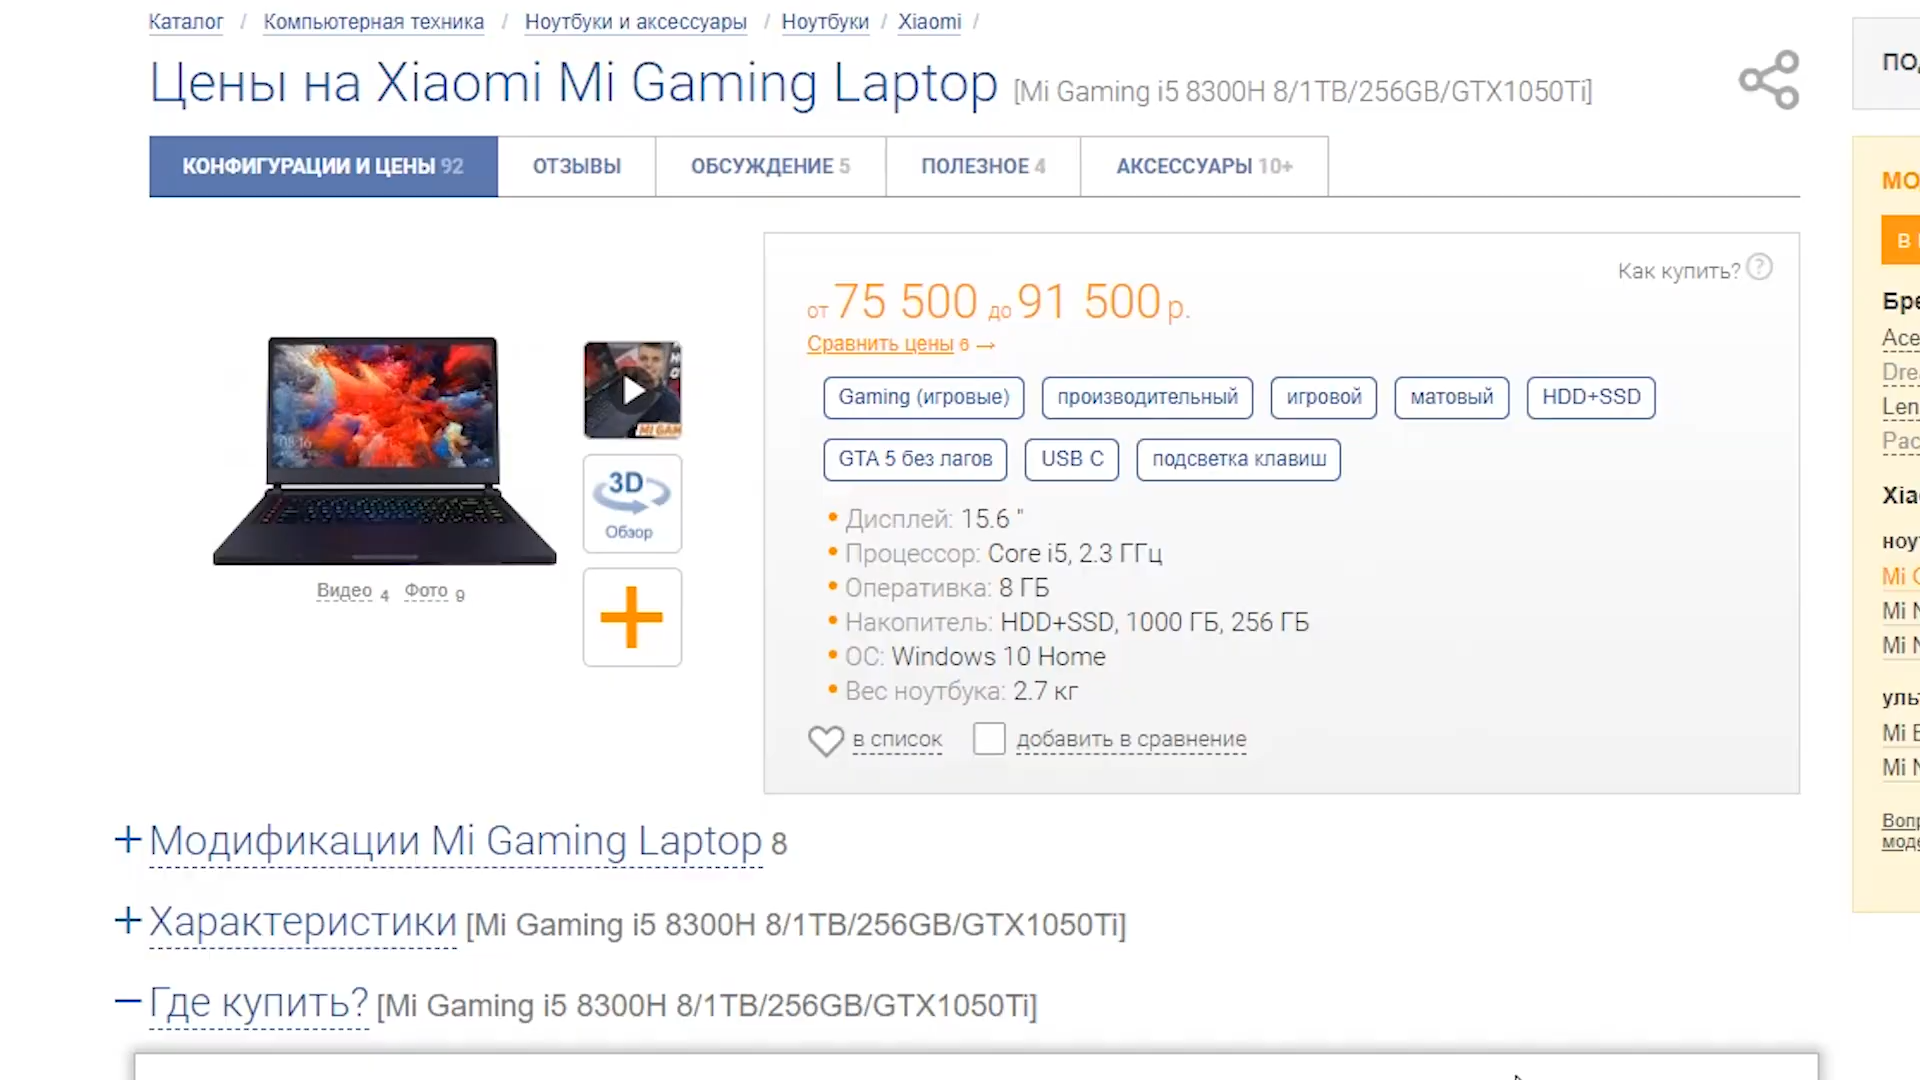 Каталог / Компьютерная техника / Ноутбуки и аксессуары / Ноутбуки / Xiaomi /
Цены на Xiaomi Mi Gaming Laptop [Mi Gaming i5 8300H 8/1TB/256GB/GTX1050Ti]
КОНФИГУРАЦИИ И ЦЕНЫ 92 ОТЗЫВЫ ОБСУЖДЕНИЕ 5 ПОЛЕЗНОЕ 4 АКСЕССУАРЫ 10+
3D
Обзор
Видео 4 Фото 9
Как купить? ?
от 75 500 до 91 500 р.
Сравнить цены 6 →
Gaming (игровые) производительный игровой матовый HDD+SSD
GTA 5 без лагов USB C подсветка клавиш
• Дисплей: 15.6 "
• Процессор: Core i5, 2.3 ГГц
• Оперативка: 8 ГБ
• Накопитель: HDD+SSD, 1000 ГБ, 256 ГБ
• ОС: Windows 10 Home
• Вес ноутбука: 2.7 кг
в список добавить в сравнение
+ Модификации Mi Gaming Laptop 8
+ Характеристики [Mi Gaming i5 8300H 8/1TB/256GB/GTX1050Ti]
− Где купить? [Mi Gaming i5 8300H 8/1TB/256GB/GTX1050Ti]